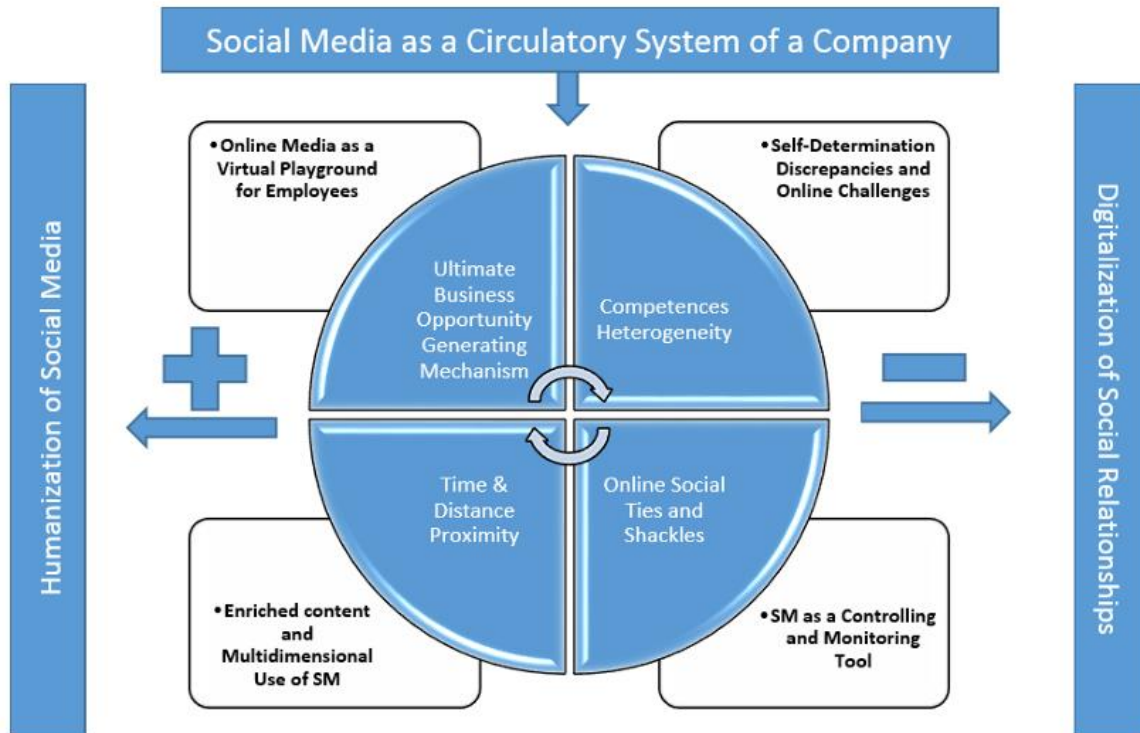 Social Media as a Circulatory System of a Company
Humanization of Social Media
•Online Media as a
Virtual Playground
for Employees
•Self-Determination
Discrepancies and
Online Challenges
Ultimate
Business
Opportunity
Generating
Mechanism
Competences
Heterogeneity
Time &
Distance
Proximity
Online Social
Ties and
Shackles
•Enriched content
and
Multidimensional
Use of SM
•SM as a Controlling
and Monitoring
Tool
Digitalization of Social Relationships